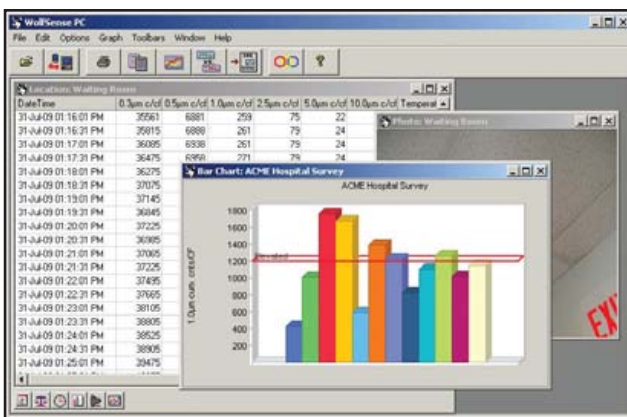 WolfSense PC
File Edit Options Graph Toolbars Window Help
Location: Waiting Room
DateTime 0.3µm c/cf 0.5µm c/cf 1.0µm c/cf 2.5µm c/cf 5.0µm c/cf 10.0µm c/cf Temperat
31-Jul-09 01:16:01 PM 35561 6881 259 75 22
31-Jul-09 01:16:31 PM 35815 6888 261 79 24
31-Jul-09 01:17:01 PM 36085 6938 261 79 24
31-Jul-09 01:17:31 PM 36475 6958 271 79 24
31-Jul-09 01:18:01 PM 36275
31-Jul-09 01:18:31 PM 37075
31-Jul-09 01:19:01 PM 37145
31-Jul-09 01:19:31 PM 36845
31-Jul-09 01:20:01 PM 37225
31-Jul-09 01:20:31 PM 36985
31-Jul-09 01:21:01 PM 37065
31-Jul-09 01:21:31 PM 37225
31-Jul-09 01:22:01 PM 37495
31-Jul-09 01:22:31 PM 37665
31-Jul-09 01:23:01 PM 38105
31-Jul-09 01:23:31 PM 38805
31-Jul-09 01:24:01 PM 38525
31-Jul-09 01:24:31 PM 38905
31-Jul-09 01:25:01 PM 39475
Photo: Waiting Room
EXI
Bar Chart: ACME Hospital Survey
ACME Hospital Survey
1.0µm cum. cnts/CF
1800
1600
1400
1200
1000
800
600
400
200
Elevated